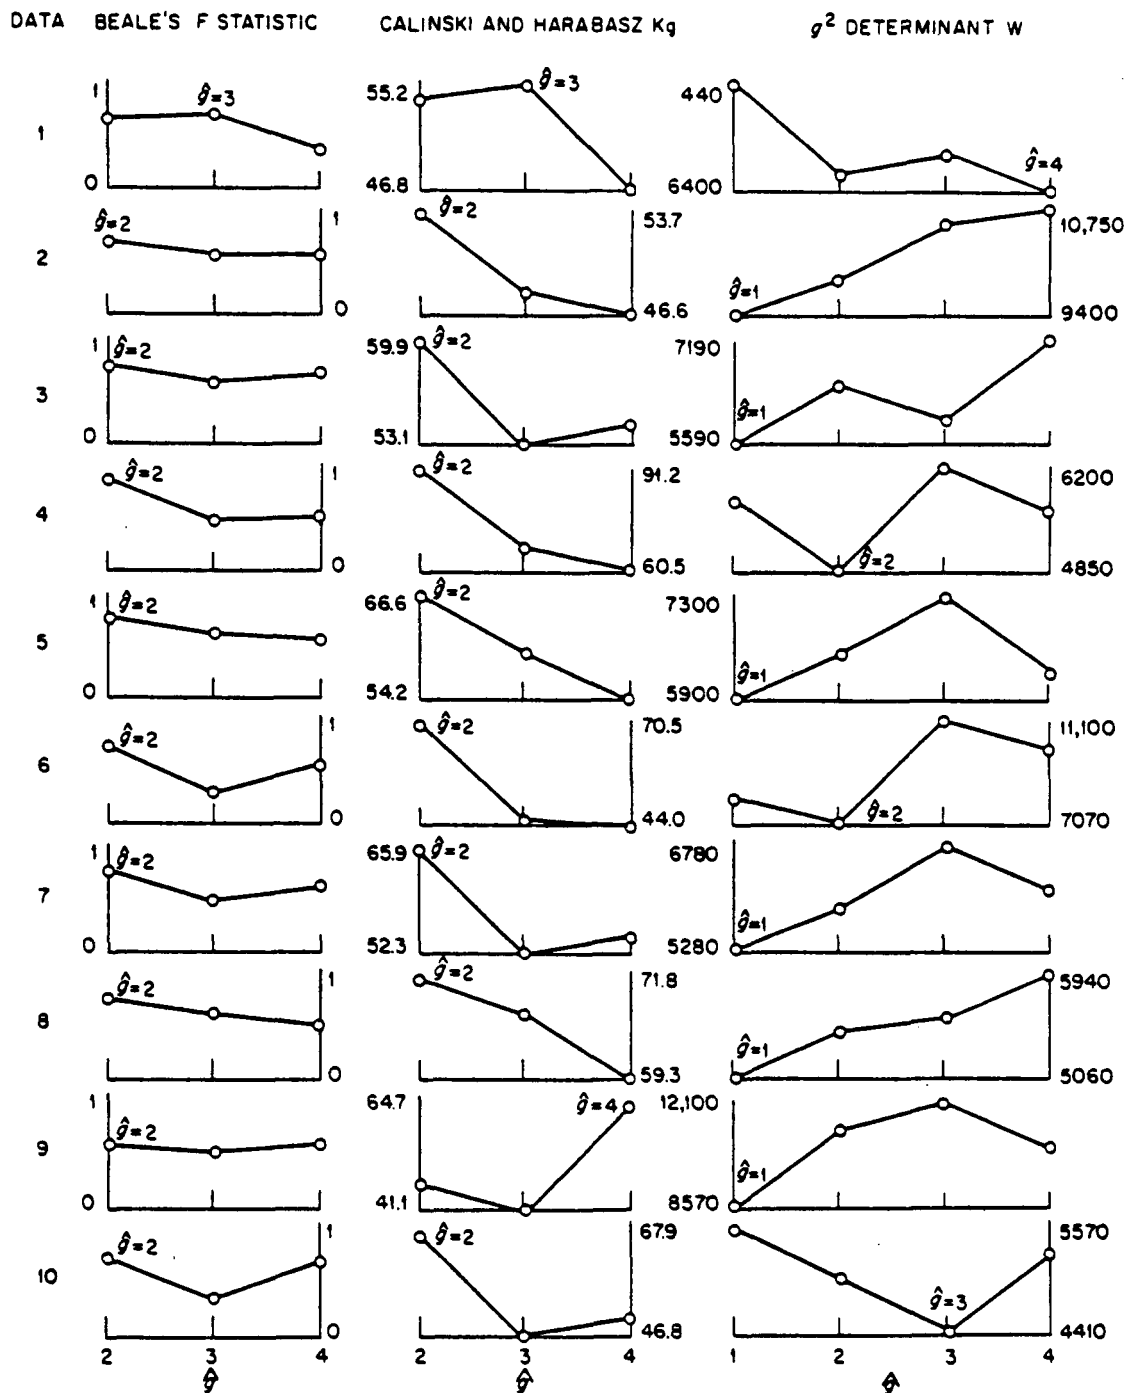 DATA BEALE'S F STATISTIC CALINSKI AND HARABASZ Kg g² DETERMINANT W
1 1 0 ĝ=3 55.2 46.8 ĝ=3 440 6400 ĝ=4
2 ĝ=2 1 0 ĝ=2 53.7 46.6 ĝ=1 10,750 9400
3 1 0 ĝ=2 59.9 53.1 ĝ=2 7190 5590 ĝ=1
4 ĝ=2 1 0 ĝ=2 91.2 60.5 ĝ=2 6200 4850
5 1 0 ĝ=2 66.6 54.2 ĝ=2 7300 5900 ĝ=1
6 ĝ=2 1 0 ĝ=2 70.5 44.0 ĝ=2 11,100 7070
7 1 0 ĝ=2 65.9 52.3 ĝ=2 6780 5280 ĝ=1
8 ĝ=2 1 0 ĝ=2 71.8 59.3 ĝ=1 5940 5060
9 1 0 ĝ=2 64.7 41.1 ĝ=4 12,100 8570 ĝ=1
10 ĝ=2 1 0 ĝ=2 67.9 46.8 ĝ=3 5570 4410
2 3 4 2 3 4 1 2 3 4
ĝ ĝ ĝ